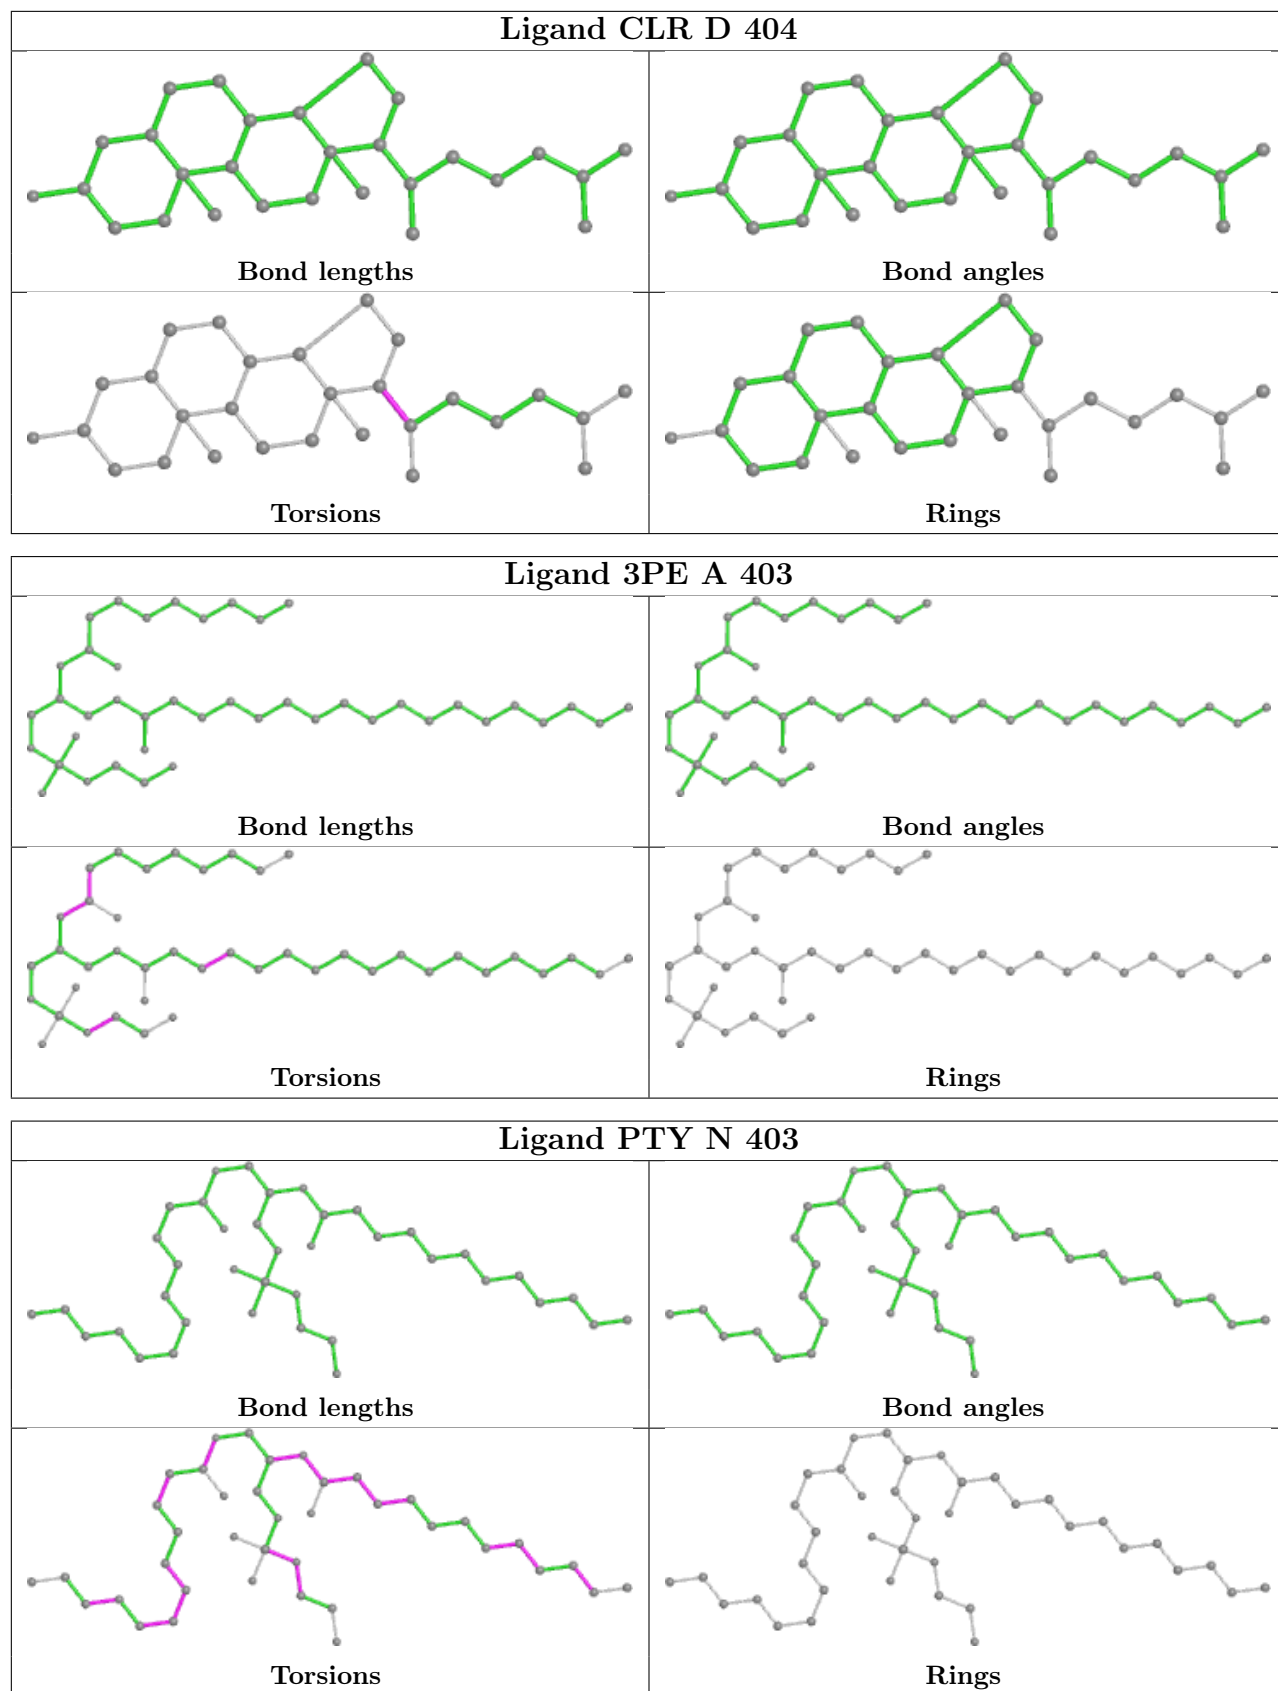 Ligand CLR D 404
Bond lengths
Bond angles
Torsions
Rings
Ligand 3PE A 403
Bond lengths
Bond angles
Torsions
Rings
Ligand PTY N 403
Bond lengths
Bond angles
Torsions
Rings